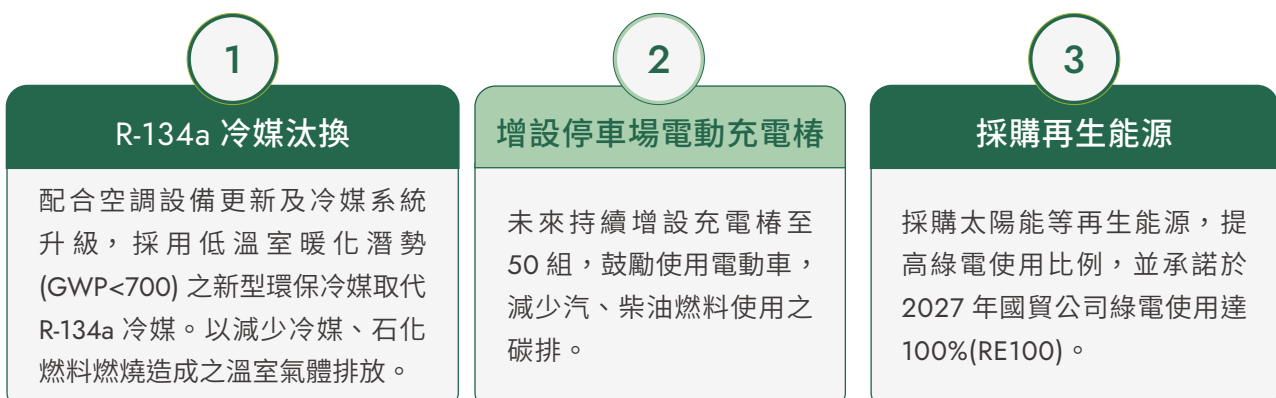 1
R-134a 冷媒汰換
配合空調設備更新及冷媒系統
升級，採用低溫室暖化潛勢
(GWP<700) 之新型環保冷媒取代
R-134a 冷媒。以減少冷媒、石化
燃料燃燒造成之溫室氣體排放。
2
增設停車場電動充電樁
未來持續增設充電樁至
50 組，鼓勵使用電動車，
減少汽、柴油燃料使用之
碳排。
3
採購再生能源
採購太陽能等再生能源，提
高綠電使用比例，並承諾於
2027 年國貿公司綠電使用達
100%(RE100)。